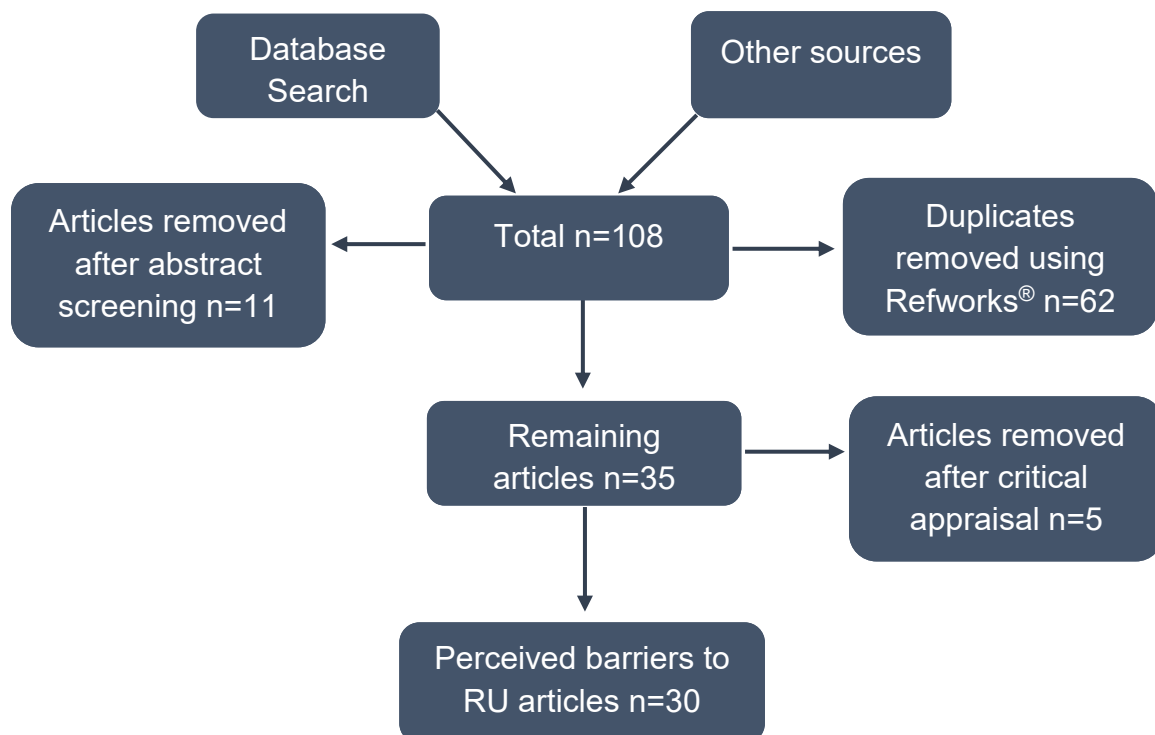 Database
Search
Other sources
Articles removed
after abstract
screening n=11
Total n=108
Duplicates
removed using
Refworks® n=62
Remaining
articles n=35
Articles removed
after critical
appraisal n=5
Perceived barriers to
RU articles n=30